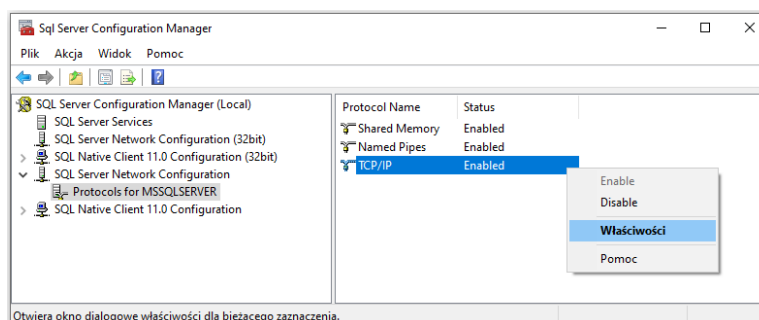 Sql Server Configuration Manager
Plik Akcja Widok Pomoc
SQL Server Configuration Manager (Local)
SQL Server Services
SQL Server Network Configuration (32bit)
SQL Native Client 11.0 Configuration (32bit)
SQL Server Network Configuration
Protocols for MSSQLSERVER
SQL Native Client 11.0 Configuration
Protocol Name Status
Shared Memory Enabled
Named Pipes Enabled
TCP/IP Enabled
Enable
Disable
Właściwości
Pomoc
Otwiera okno dialogowe właściwości dla bieżącego zaznaczenia.